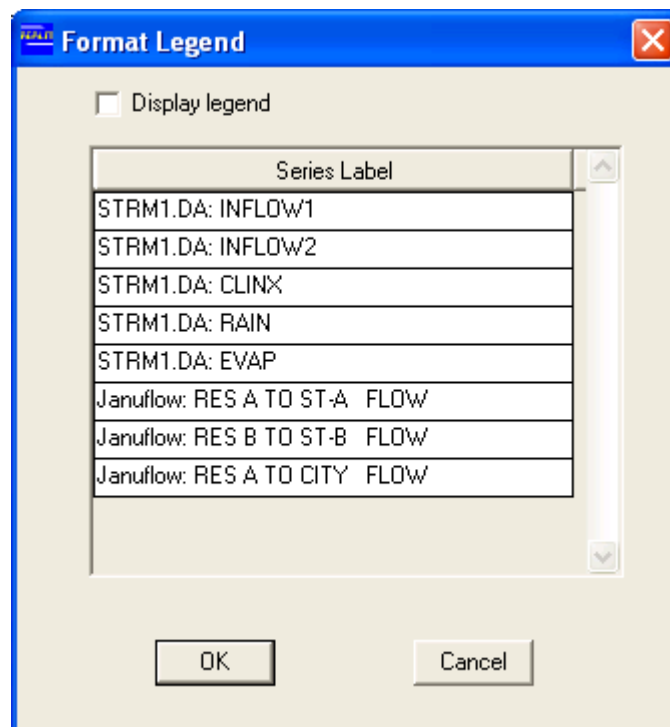 Format Legend
Display legend
Series Label
STRM1.DA: INFLOW1
STRM1.DA: INFLOW2
STRM1.DA: CLINX
STRM1.DA: RAIN
STRM1.DA: EVAP
Januflow: RES A TO ST-A FLOW
Januflow: RES B TO ST-B FLOW
Januflow: RES A TO CITY FLOW
OK Cancel